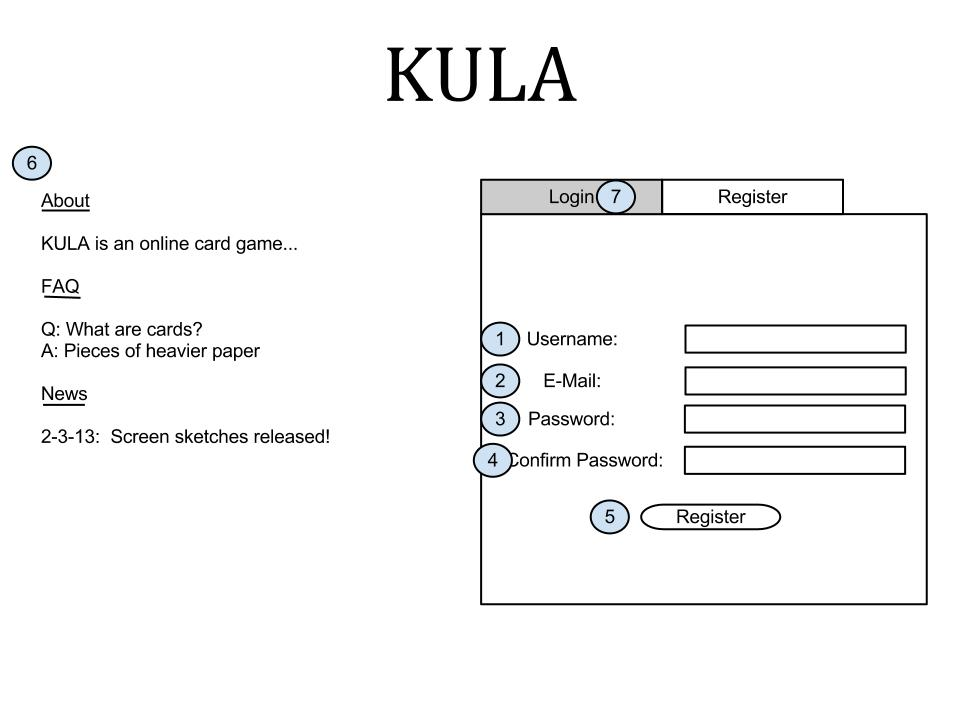 KULA
6
About
KULA is an online card game...
FAQ
Q: What are cards?
A: Pieces of heavier paper
News
2-3-13:  Screen sketches released!
Login 7 Register
1 Username:
2 E-Mail:
3 Password:
4 Confirm Password:
5 Register